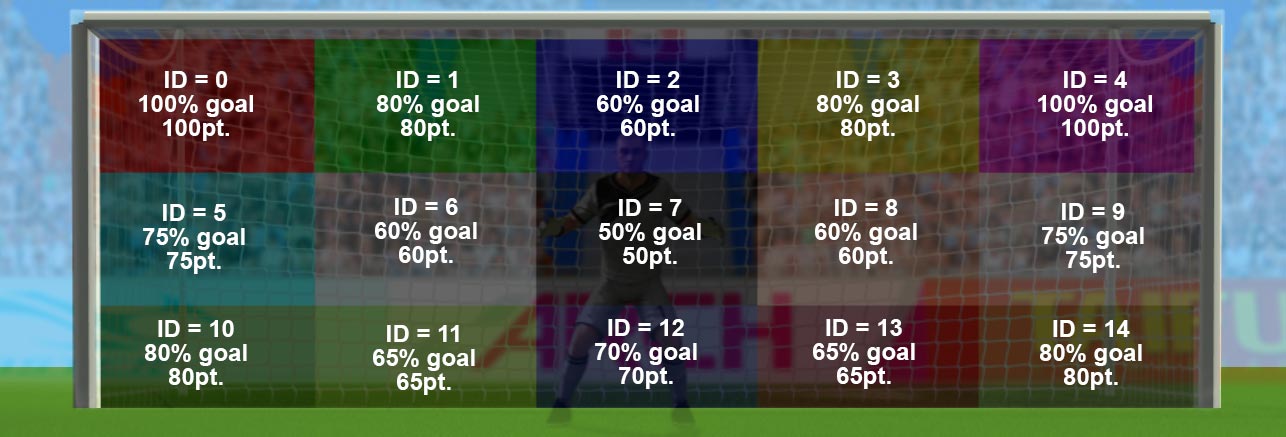 ID = 0
100% goal
100pt.
ID = 1
80% goal
80pt.
ID = 2
60% goal
60pt.
ID = 3
80% goal
80pt.
ID = 4
100% goal
100pt.
ID = 5
75% goal
75pt.
ID = 6
60% goal
60pt.
ID = 7
50% goal
50pt.
ID = 8
60% goal
60pt.
ID = 9
75% goal
75pt.
ID = 10
80% goal
80pt.
ID = 11
65% goal
65pt.
ID = 12
70% goal
70pt.
ID = 13
65% goal
65pt.
ID = 14
80% goal
80pt.